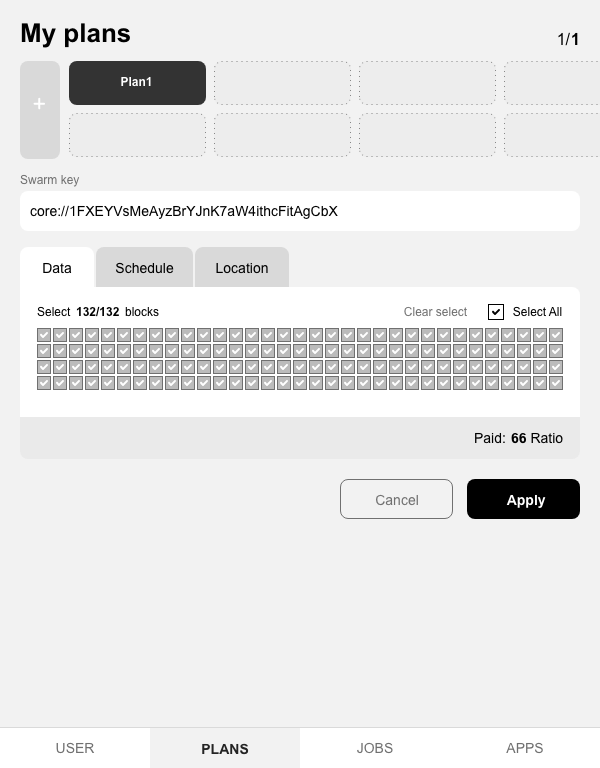 My plans
1/1
+
Plan1
Swarm key
core://1FXEYVsMeAyzBrYJnK7aW4ithcFitAgCbX
Data Schedule Location
Select 132/132 blocks Clear select Select All
Paid: 66 Ratio
Cancel Apply
USER PLANS JOBS APPS